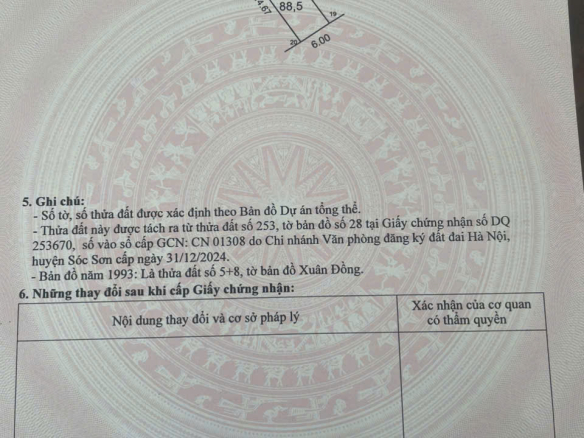 88,5
19
20
6.00
5. Ghi chú:
- Số tờ, số thửa đất được xác định theo Bản đồ Dự án tổng thể.
- Thửa đất này được tách ra từ thửa đất số 253, tờ bản đồ số 28 tại Giấy chứng nhận số DQ
253670, số vào sổ cấp GCN: CN 01308 do Chi nhánh Văn phòng đăng ký đất đai Hà Nội,
huyện Sóc Sơn cấp ngày 31/12/2024.
- Bản đồ năm 1993: Là thửa đất số 5+8, tờ bản đồ Xuân Đồng.
6. Những thay đổi sau khi cấp Giấy chứng nhận:
Nội dung thay đổi và cơ sở pháp lý
Xác nhận của cơ quan
có thẩm quyền